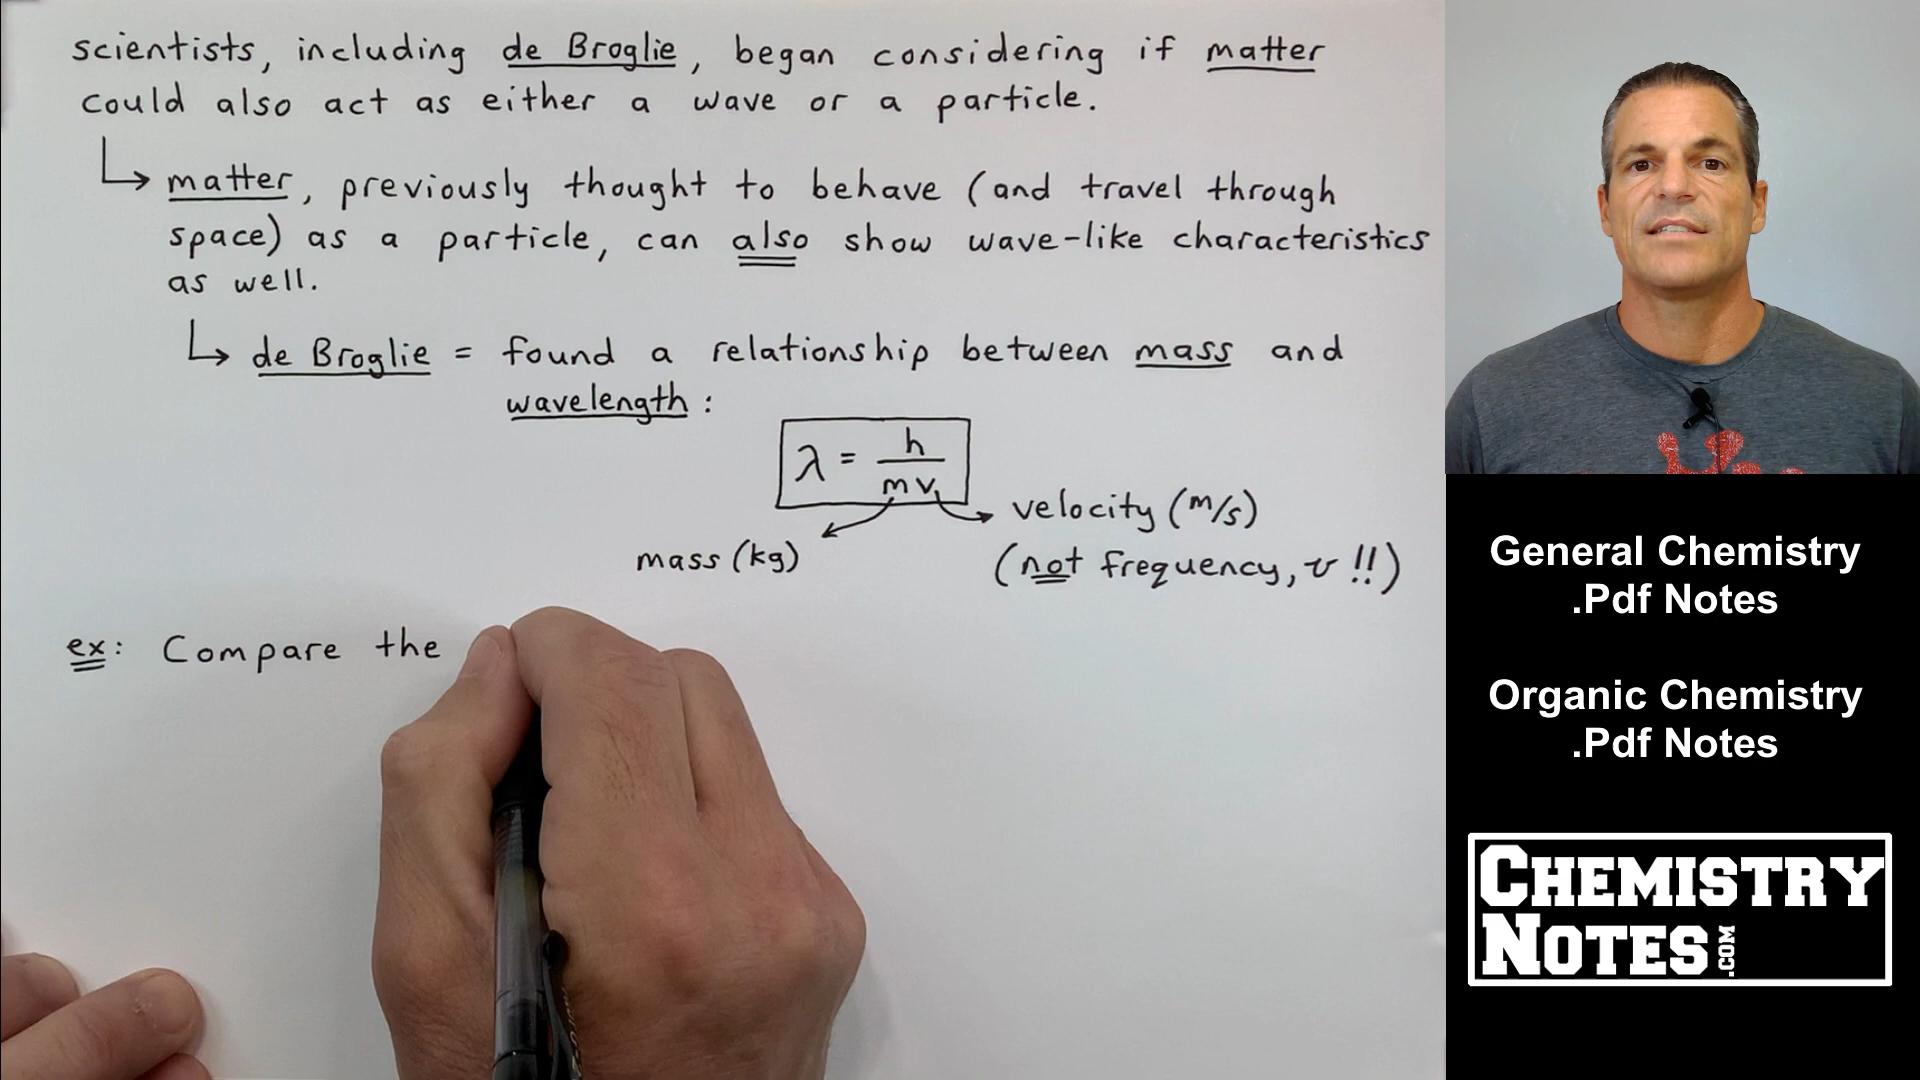 scientists, including de Broglie, began considering if matter
could also act as either a wave or a particle.
↳ matter, previously thought to behave (and travel through
space) as a particle, can also show wave-like characteristics
as well.
↳ de Broglie = found a relationship between mass and
wavelength:
λ = h/mv
velocity (m/s)
mass (kg)
(not frequency, ν !!)
ex: Compare the
General Chemistry
.Pdf Notes
Organic Chemistry
.Pdf Notes
CHEMISTRY
NOTES.COM